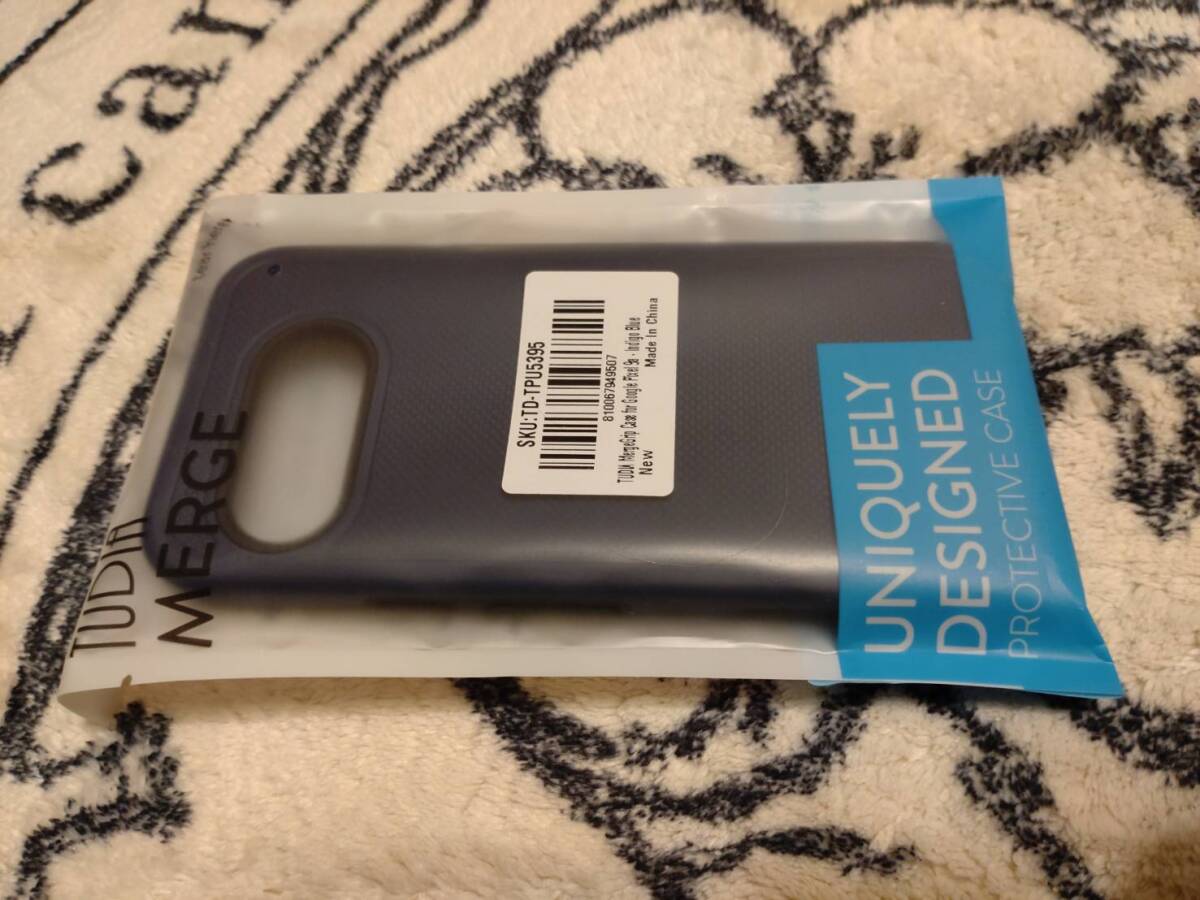 TUDIA
MERGE
SKU:TD-TPU5395
810067949507
TUDIA MergeGrip Case for Google Pixel 9a - Indigo Blue
New
Made In China
UNIQUELY
DESIGNED
PROTECTIVE CASE
car